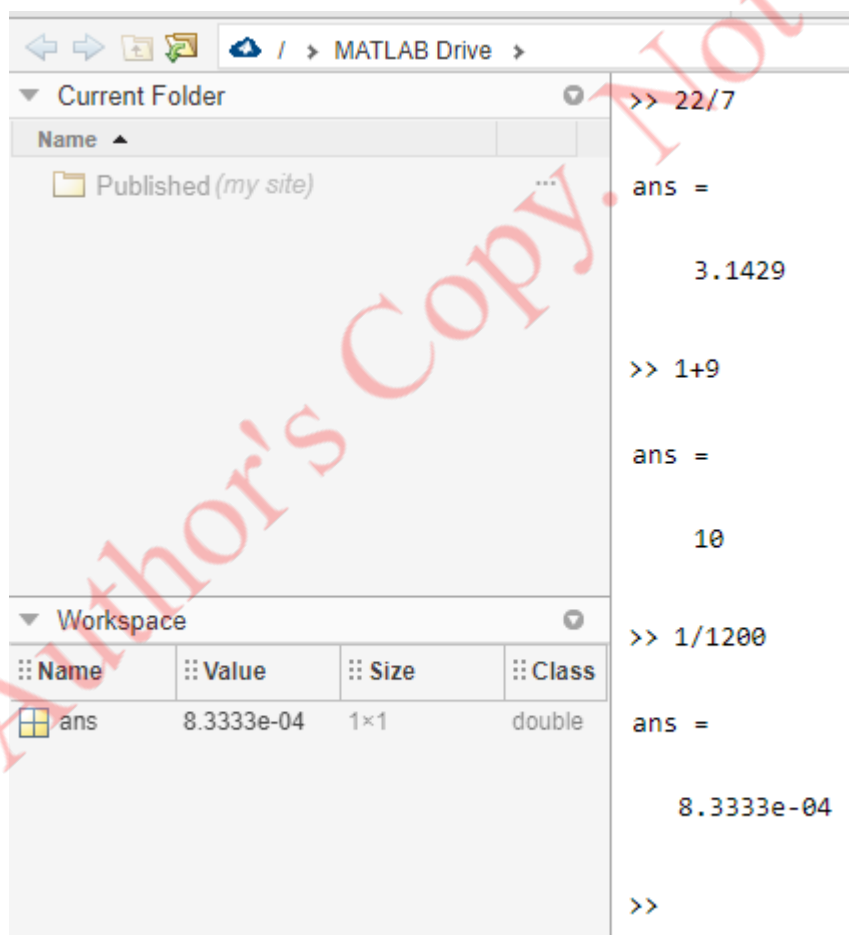 / > MATLAB Drive >
Current Folder
Name
Published (my site) ...
Workspace
Name Value Size Class
ans 8.3333e-04 1×1 double
>> 22/7
ans =
3.1429
>> 1+9
ans =
10
>> 1/1200
ans =
8.3333e-04
>>
Author's Copy. Not